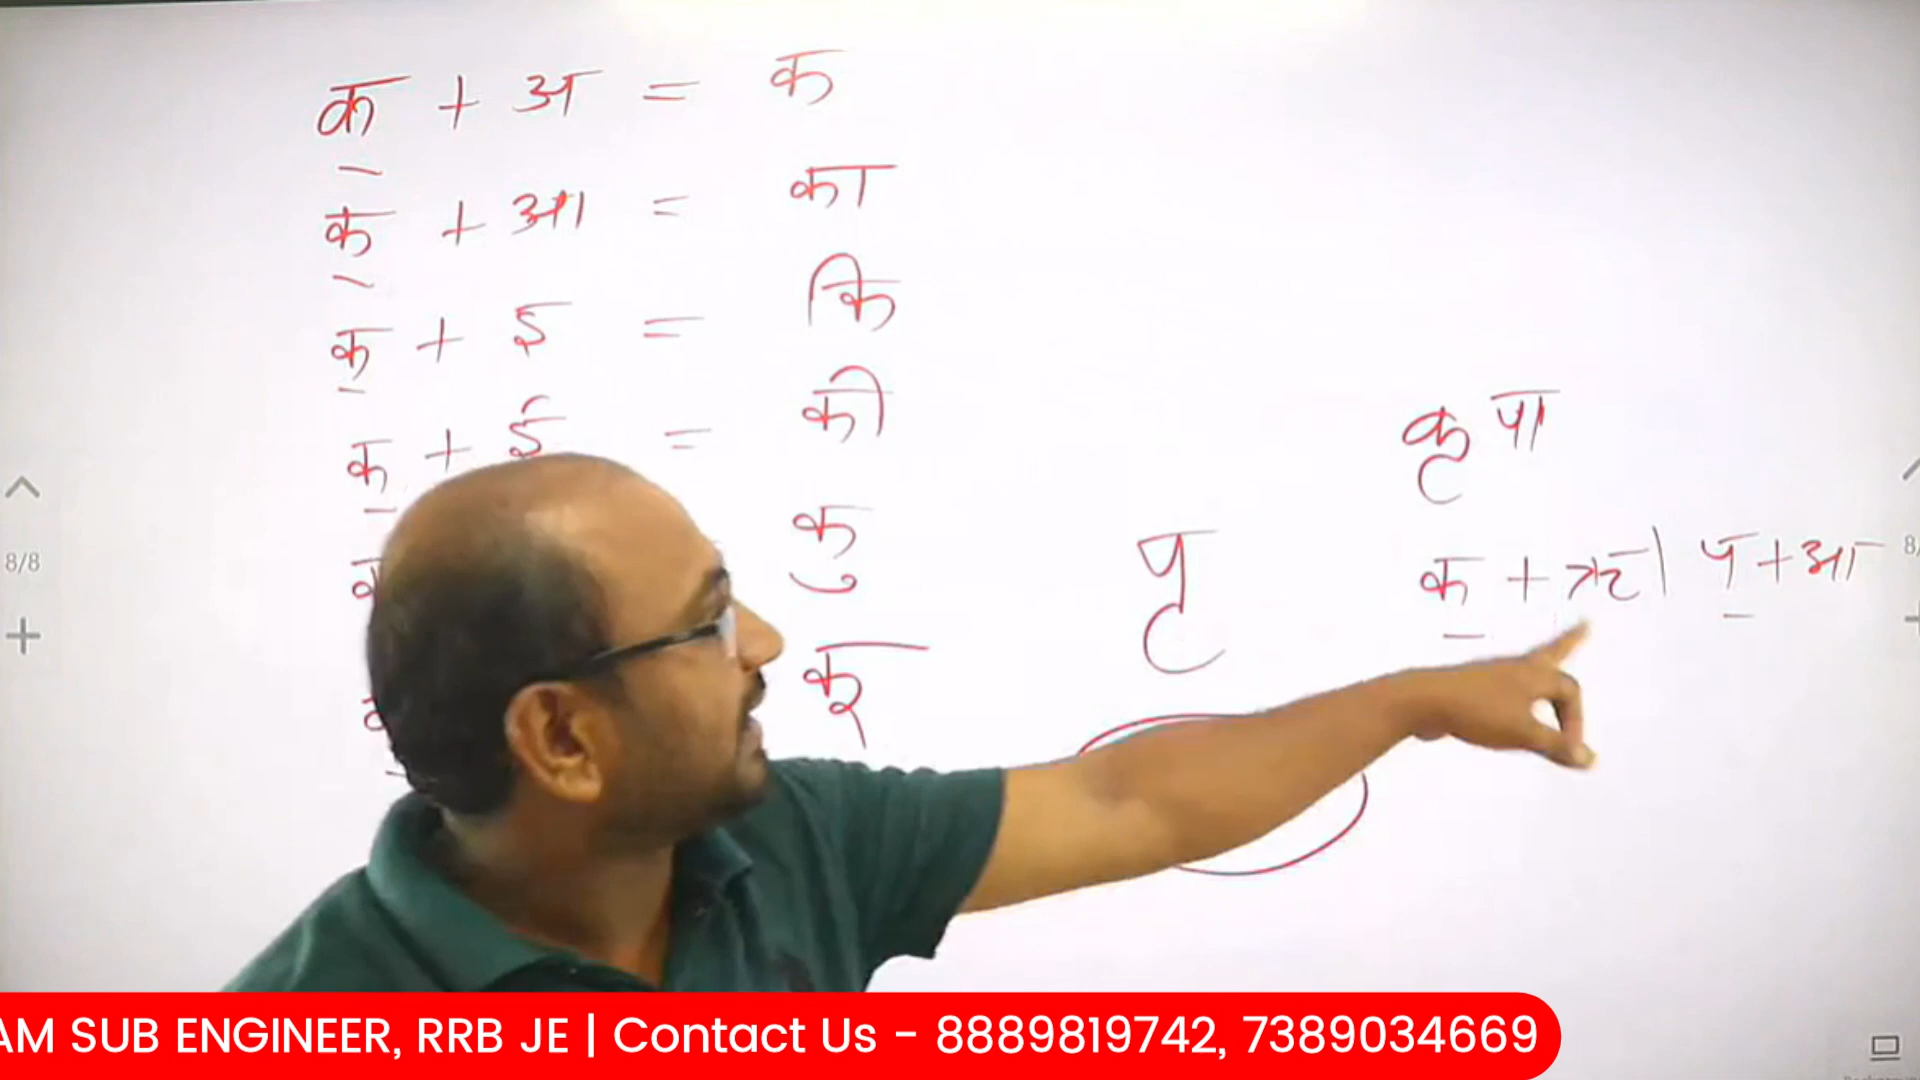 क् + अ = क
क् + आ = का
क् + इ = कि
क् + ई = की
कु
कू
कृपा
पृ
क् + ऋ | प् + आ
8/8
AM SUB ENGINEER, RRB JE | Contact Us - 8889819742, 7389034669